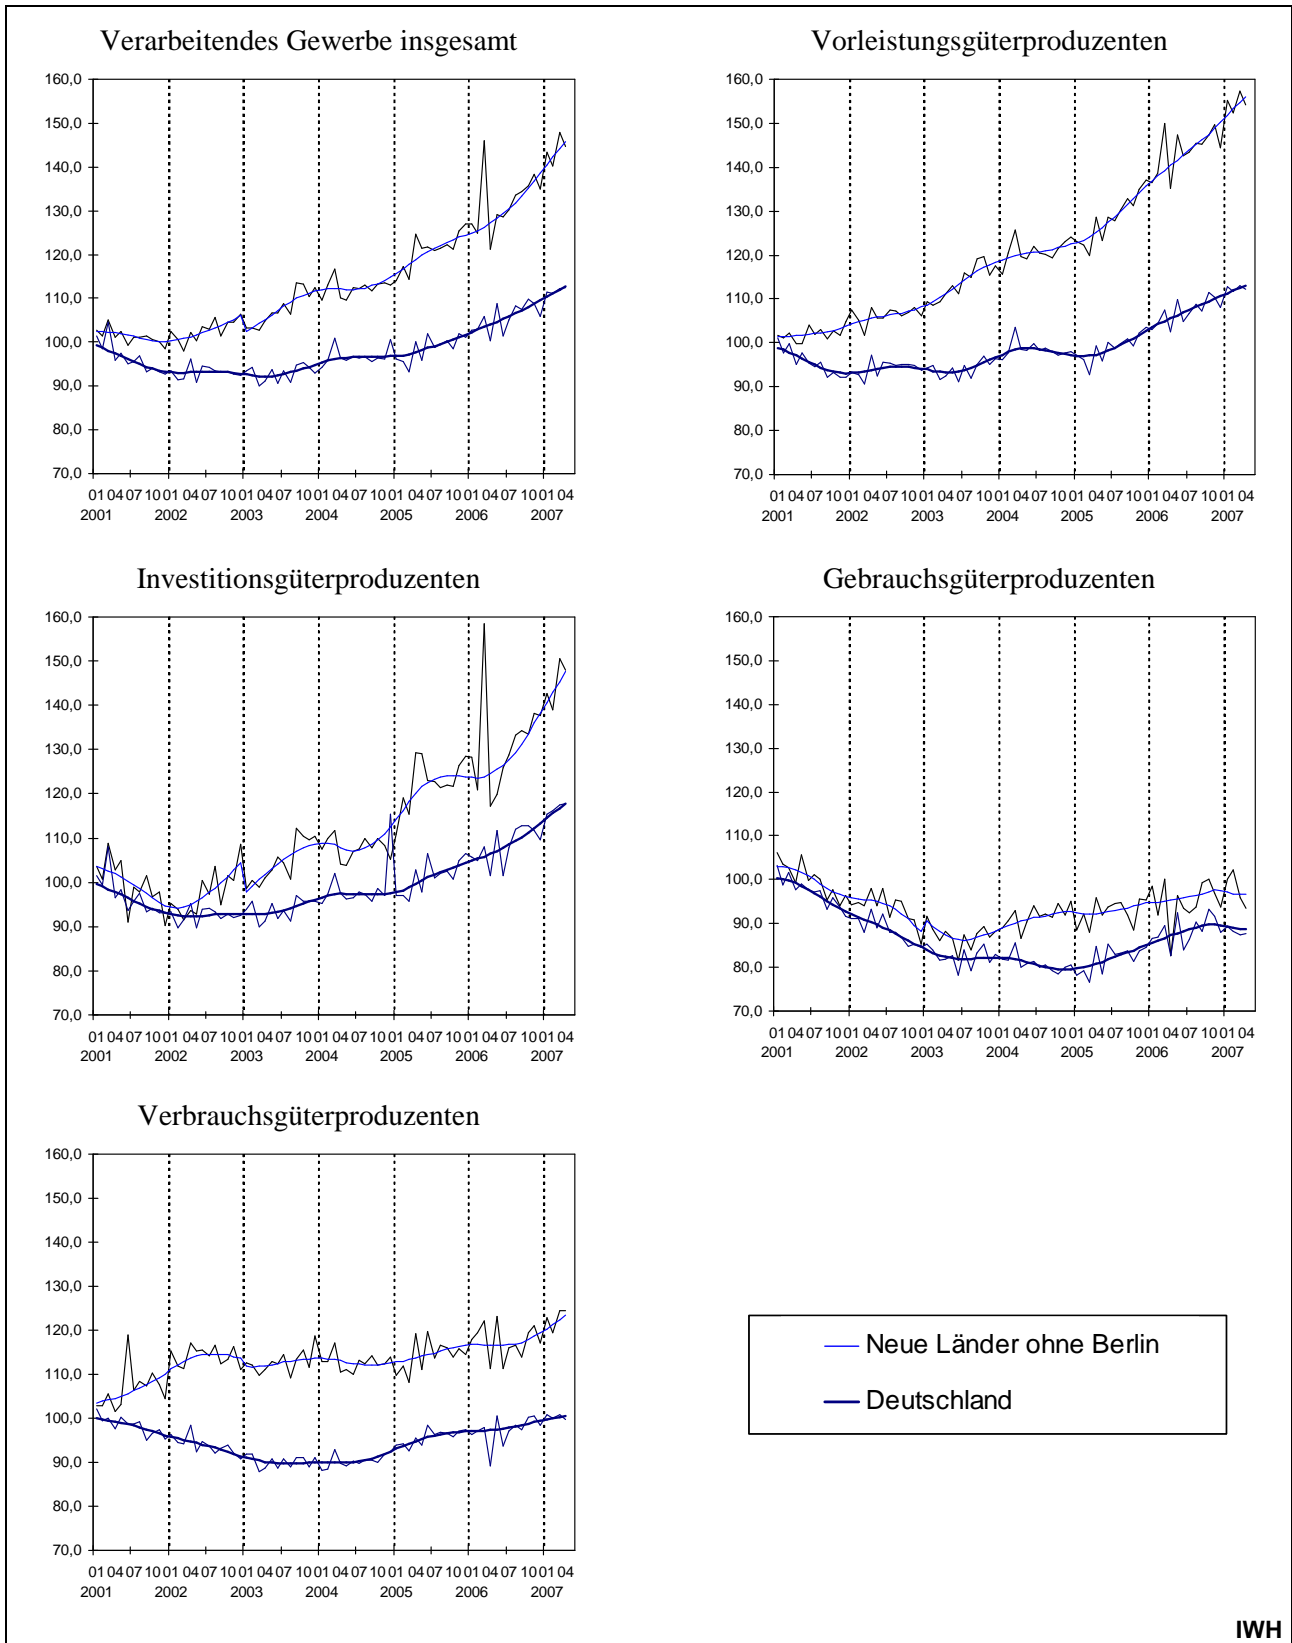 Verarbeitendes Gewerbe insgesamt
160,0
150,0
140,0
130,0
120,0
110,0
100,0
90,0
80,0
70,0
01 04 07 10 01 04 07 10 01 04 07 10 01 04 07 10 01 04 07 10 01 04 07 10 01 04
2001 2002 2003 2004 2005 2006 2007
Vorleistungsgüterproduzenten
160,0
150,0
140,0
130,0
120,0
110,0
100,0
90,0
80,0
70,0
01 04 07 10 01 04 07 10 01 04 07 10 01 04 07 10 01 04 07 10 01 04 07 10 01 04
2001 2002 2003 2004 2005 2006 2007
Investitionsgüterproduzenten
160,0
150,0
140,0
130,0
120,0
110,0
100,0
90,0
80,0
70,0
01 04 07 10 01 04 07 10 01 04 07 10 01 04 07 10 01 04 07 10 01 04 07 10 01 04
2001 2002 2003 2004 2005 2006 2007
Gebrauchsgüterproduzenten
160,0
150,0
140,0
130,0
120,0
110,0
100,0
90,0
80,0
70,0
01 04 07 10 01 04 07 10 01 04 07 10 01 04 07 10 01 04 07 10 01 04 07 10 01 04
2001 2002 2003 2004 2005 2006 2007
Verbrauchsgüterproduzenten
160,0
150,0
140,0
130,0
120,0
110,0
100,0
90,0
80,0
70,0
01 04 07 10 01 04 07 10 01 04 07 10 01 04 07 10 01 04 07 10 01 04 07 10 01 04
2001 2002 2003 2004 2005 2006 2007
Neue Länder ohne Berlin
Deutschland
IWH